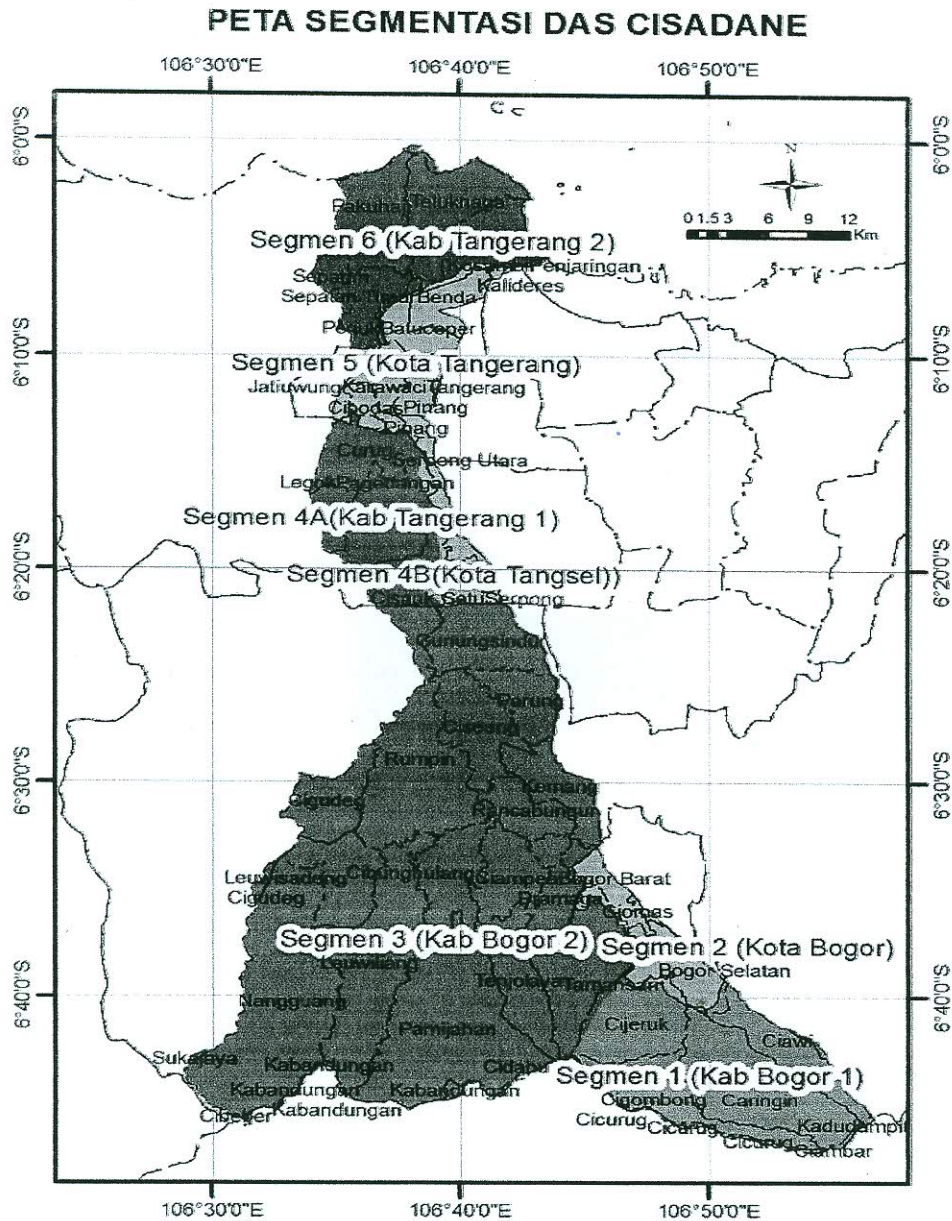 PETA SEGMENTASI DAS CISADANE
106°30'0"E 106°40'0"E 106°50'0"E
6°0'0"S 6°0'0"S
N
0 1.5 3 6 9 12
Km
Pakuhaji Teluknaga
Segmen 6 (Kab Tangerang 2)
Penjaringan
Kalideres
Sepatan
Sepatan Timur Benda
Batuceper
6°10'0"S 6°10'0"S
Segmen 5 (Kota Tangerang)
Jatiuwung Karawaci Tangerang
Cibodas Pinang
Pinang
Curug
Serpong Utara
Legok Pagedangan
Segmen 4A(Kab Tangerang 1)
6°20'0"S 6°20'0"S
Segmen 4B(Kota Tangsel))
Cisauk Setu Serpong
Gunungsindur
Parung
Ciseeng
Rumpin
6°30'0"S 6°30'0"S
Kemang
Cigudeg
Rancabungur
Leuwisadeng Cibungbulang Ciampea Bogor Barat
Cigudeg
Dramaga
Ciomas
Segmen 3 (Kab Bogor 2) Segmen 2 (Kota Bogor)
Leuwiliang
Bogor Selatan
Tenjolaya Tamansari
6°40'0"S 6°40'0"S
Nanggung
Pamijahan
Cijeruk
Ciawi
Sukajaya
Kabandungan
Cidahu
Segmen 1 (Kab Bogor 1)
Kabandungan Kabandungan
Cigombong Caringin
Cibeber
Kabandungan
Cicurug
Cicurug
Kadudampit
Cicurug
Ciambar
106°30'0"E 106°40'0"E 106°50'0"E